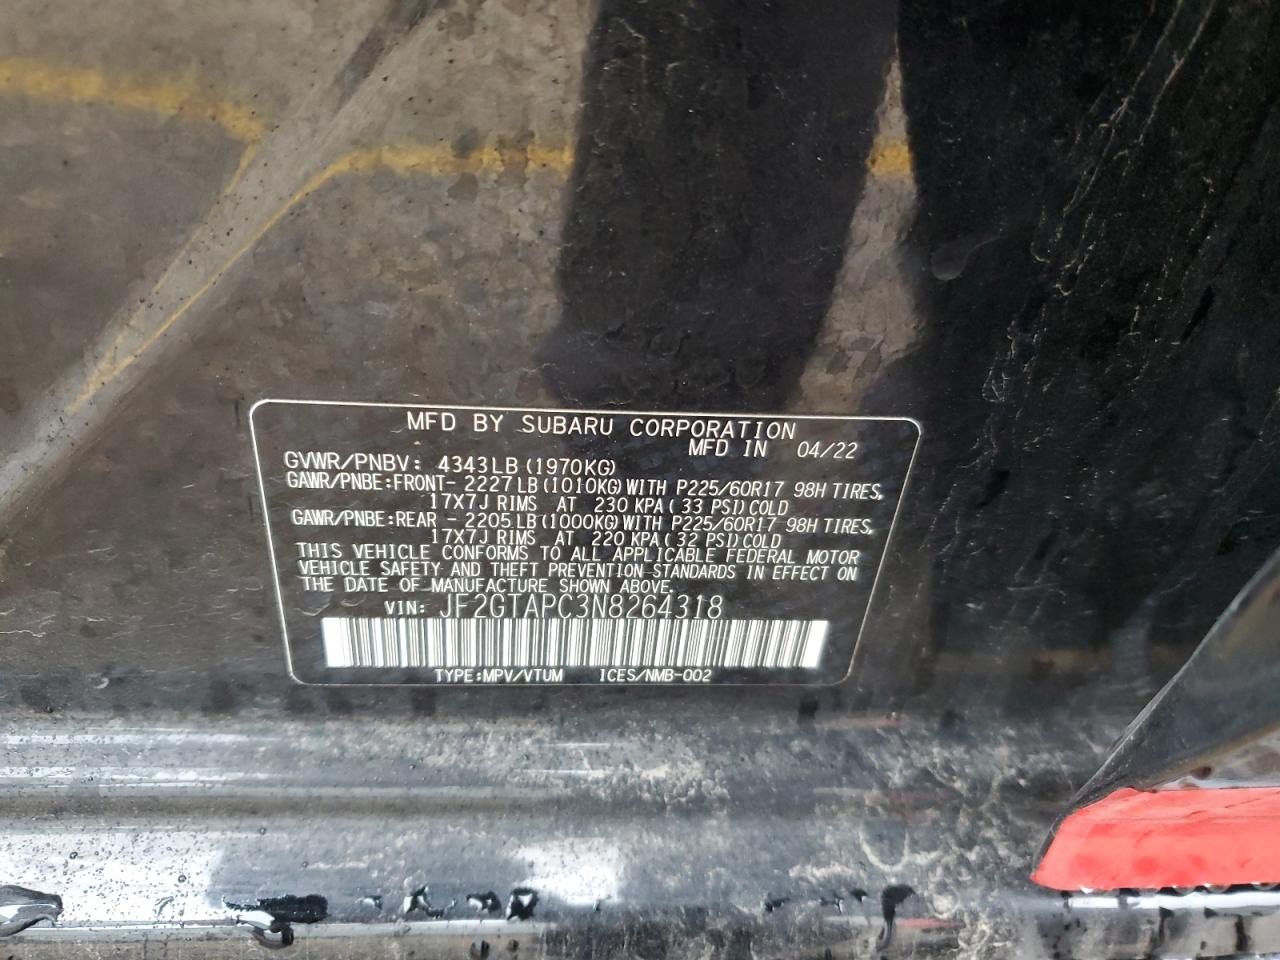 MFD BY SUBARU CORPORATION
MFD IN 04/22
GVWR/PNBV: 4343LB(1970KG)
GAWR/PNBE:FRONT- 2227LB(1010KG)WITH P225/60R17 98H TIRES,
17X7J RIMS AT 230 KPA(33 PSI)COLD
GAWR/PNBE:REAR - 2205LB(1000KG)WITH P225/60R17 98H TIRES,
17X7J RIMS AT 220 KPA(32 PSI)COLD
THIS VEHICLE CONFORMS TO ALL APPLICABLE FEDERAL MOTOR
VEHICLE SAFETY AND THEFT PREVENTION STANDARDS IN EFFECT ON
THE DATE OF MANUFACTURE SHOWN ABOVE.
VIN: JF2GTAPC3N8264318
TYPE:MPV/VTUM ICES/NMB-002